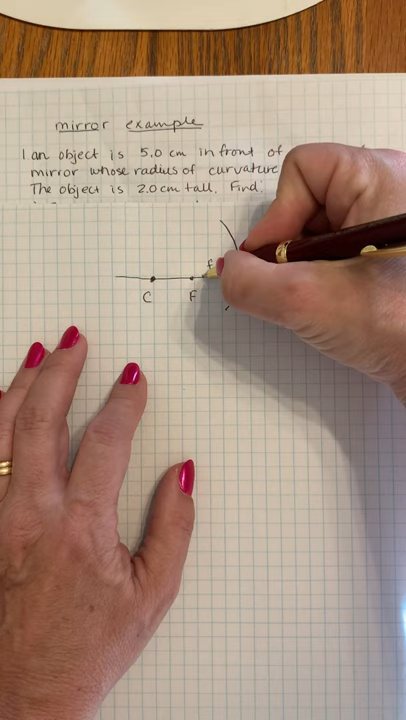 mirror example
1 an object is 5.0 cm in front of
mirror whose radius of curvature
The object is 2.0 cm tall. Find:
C F